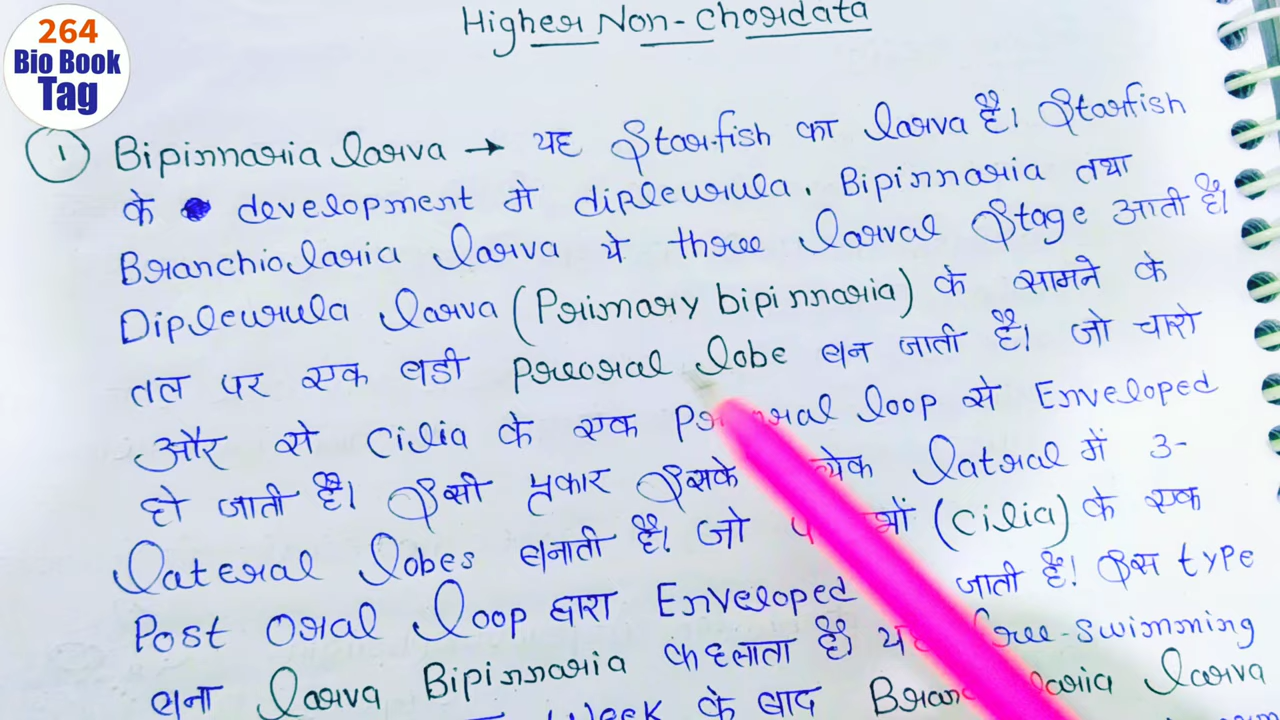 264
Bio Book
Tag
Higher Non-Chordata
1 Bipinnaria larva → यह Starfish का larva है। Starfish
के development मे dipleurula, Bipinnaria तथा
Branchiolaria larva ये three larval Stage आती है।
Dipleurula larva (Primary bipinnaria) के सामने के
तल पर एक बडी Preoral lobe बन जाती है। जो चारो
और से Cilia के एक loop से Enveloped
हो जाती है। इसी प्रकार इसके latral में 3-
lateral lobes बनाती है। जो (Cilia) के एक
Post Oral loop द्वारा Enveloped जाती है। इस type
बना larva Bipinnaria कहलाता है। free-swimming
Week के बाद larva